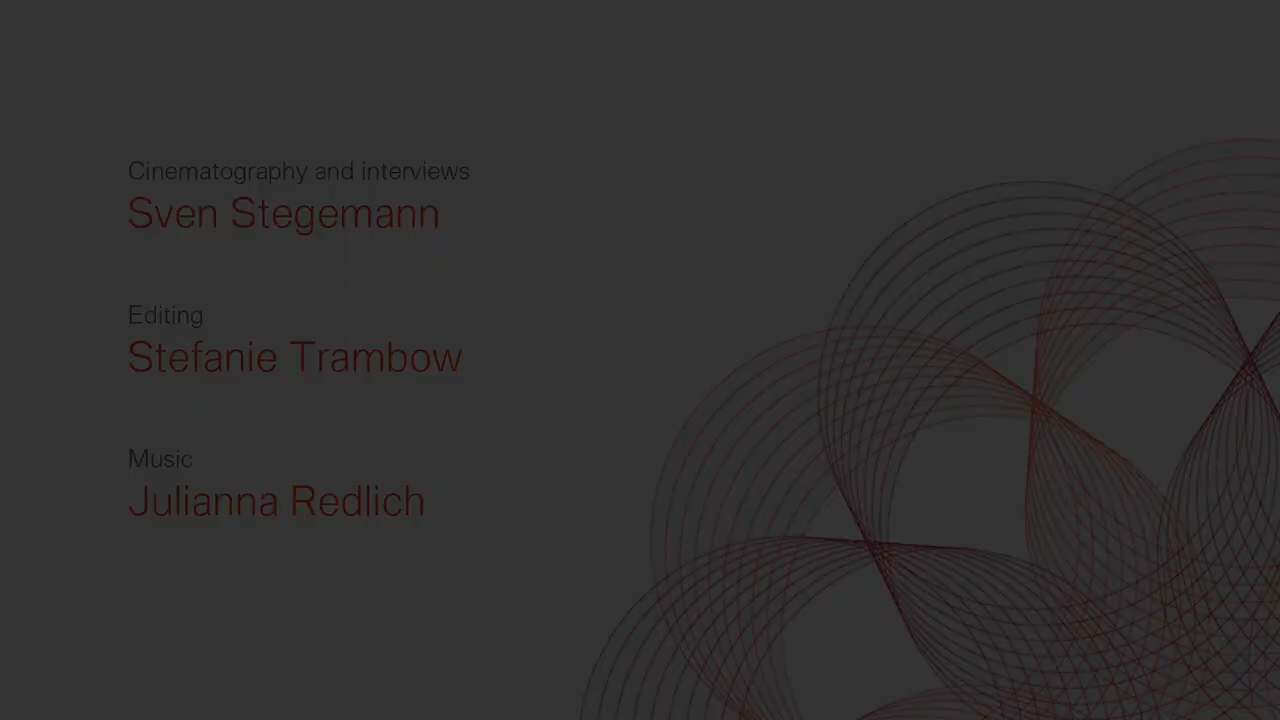 Cinematography and interviews
Sven Stegemann
Editing
Stefanie Trambow
Music
Julianna Redlich